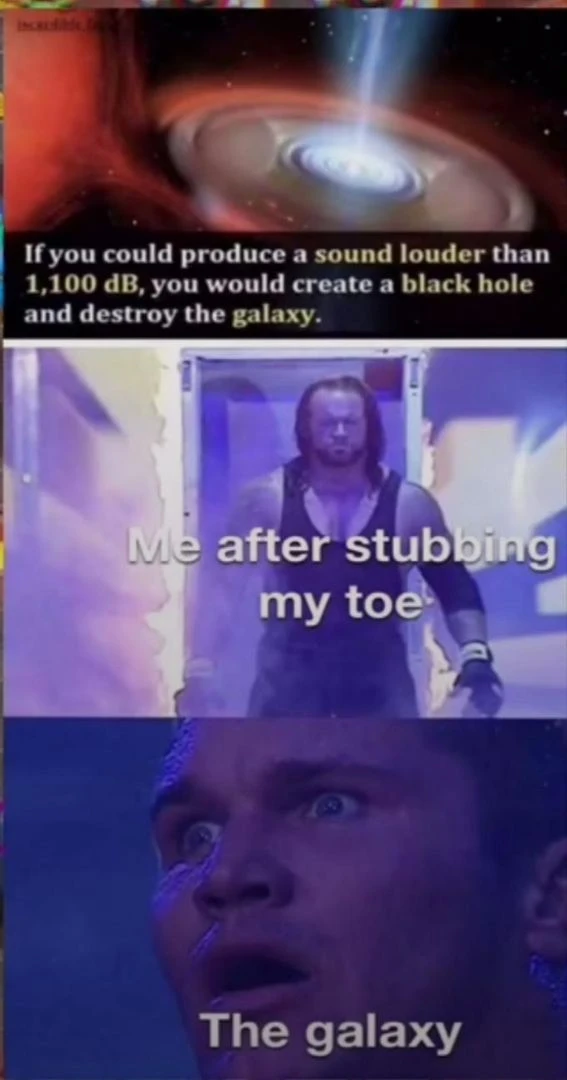 If you could produce a sound louder than
1,100 dB, you would create a black hole
and destroy the galaxy.
Me after stubbing
my toe
The galaxy